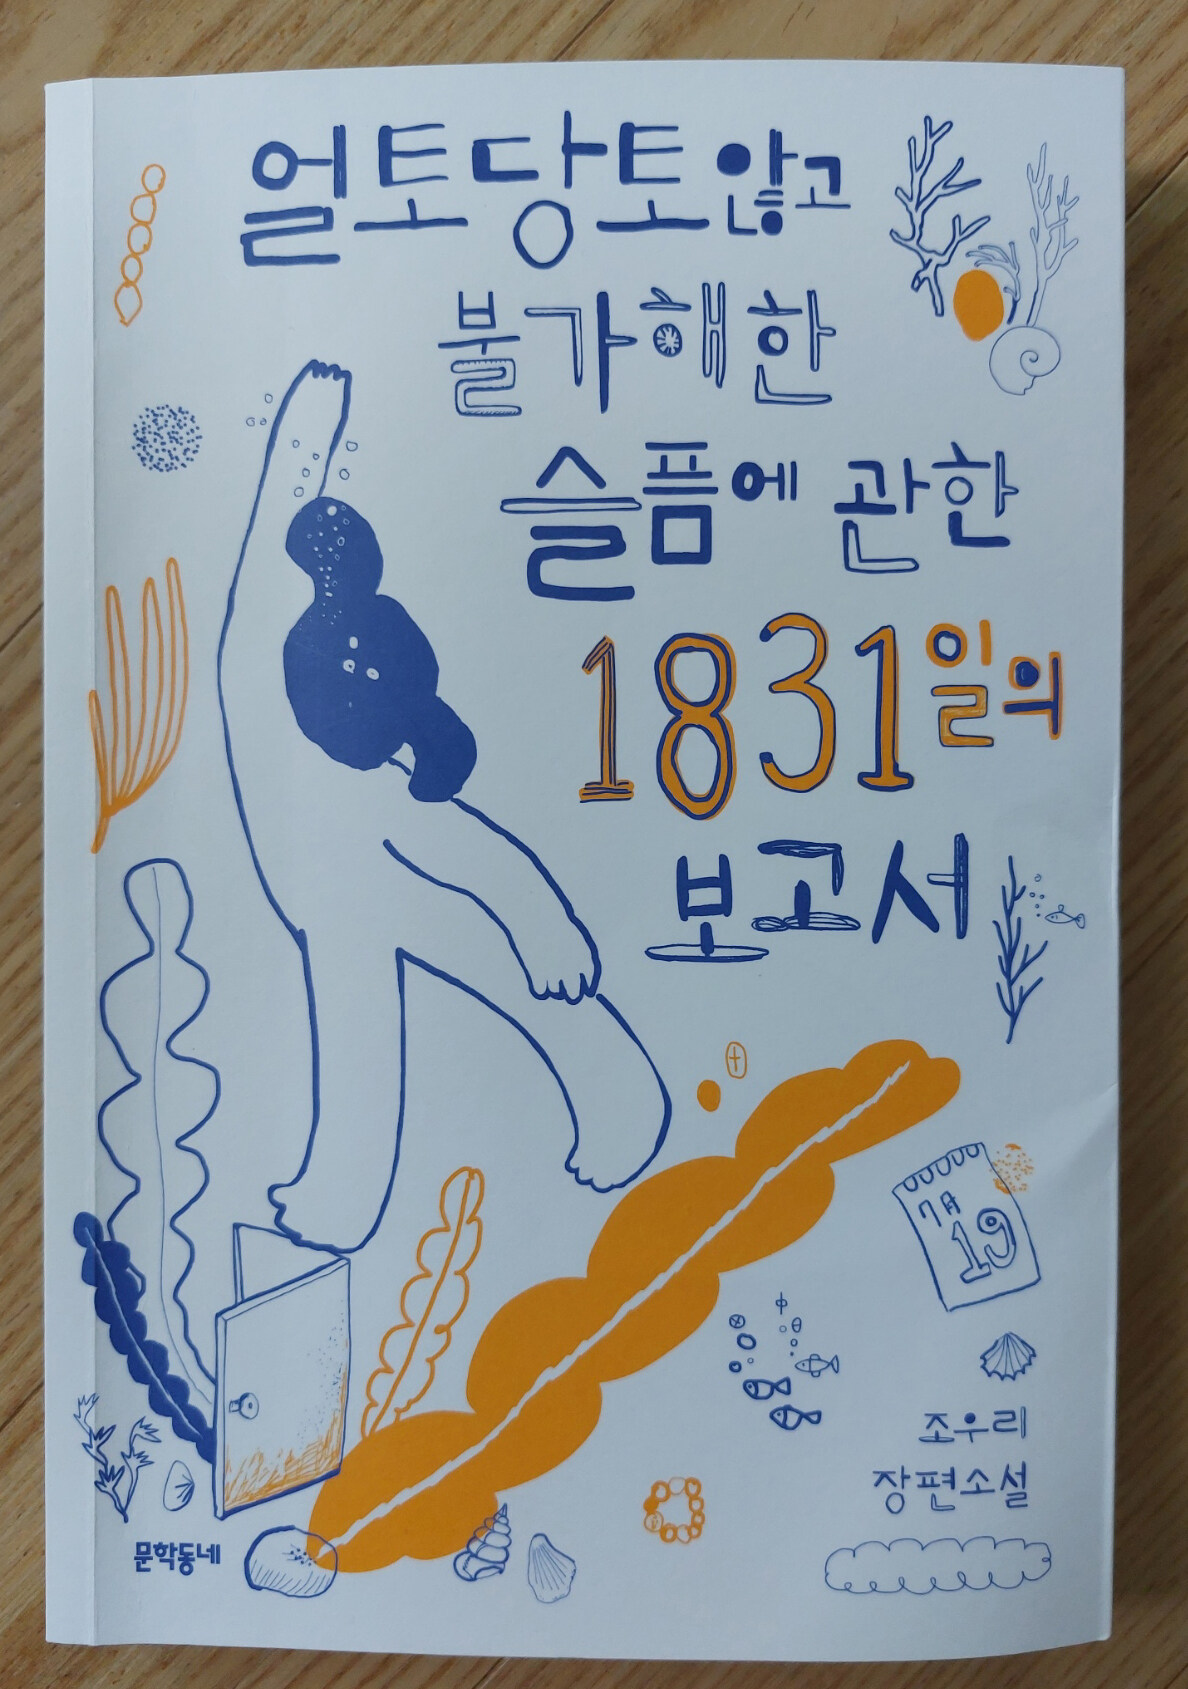 얼토당토않고
불가해한
슬픔에 관한
1831일의
보고서
7月
19
조우리
장편소설
문학동네